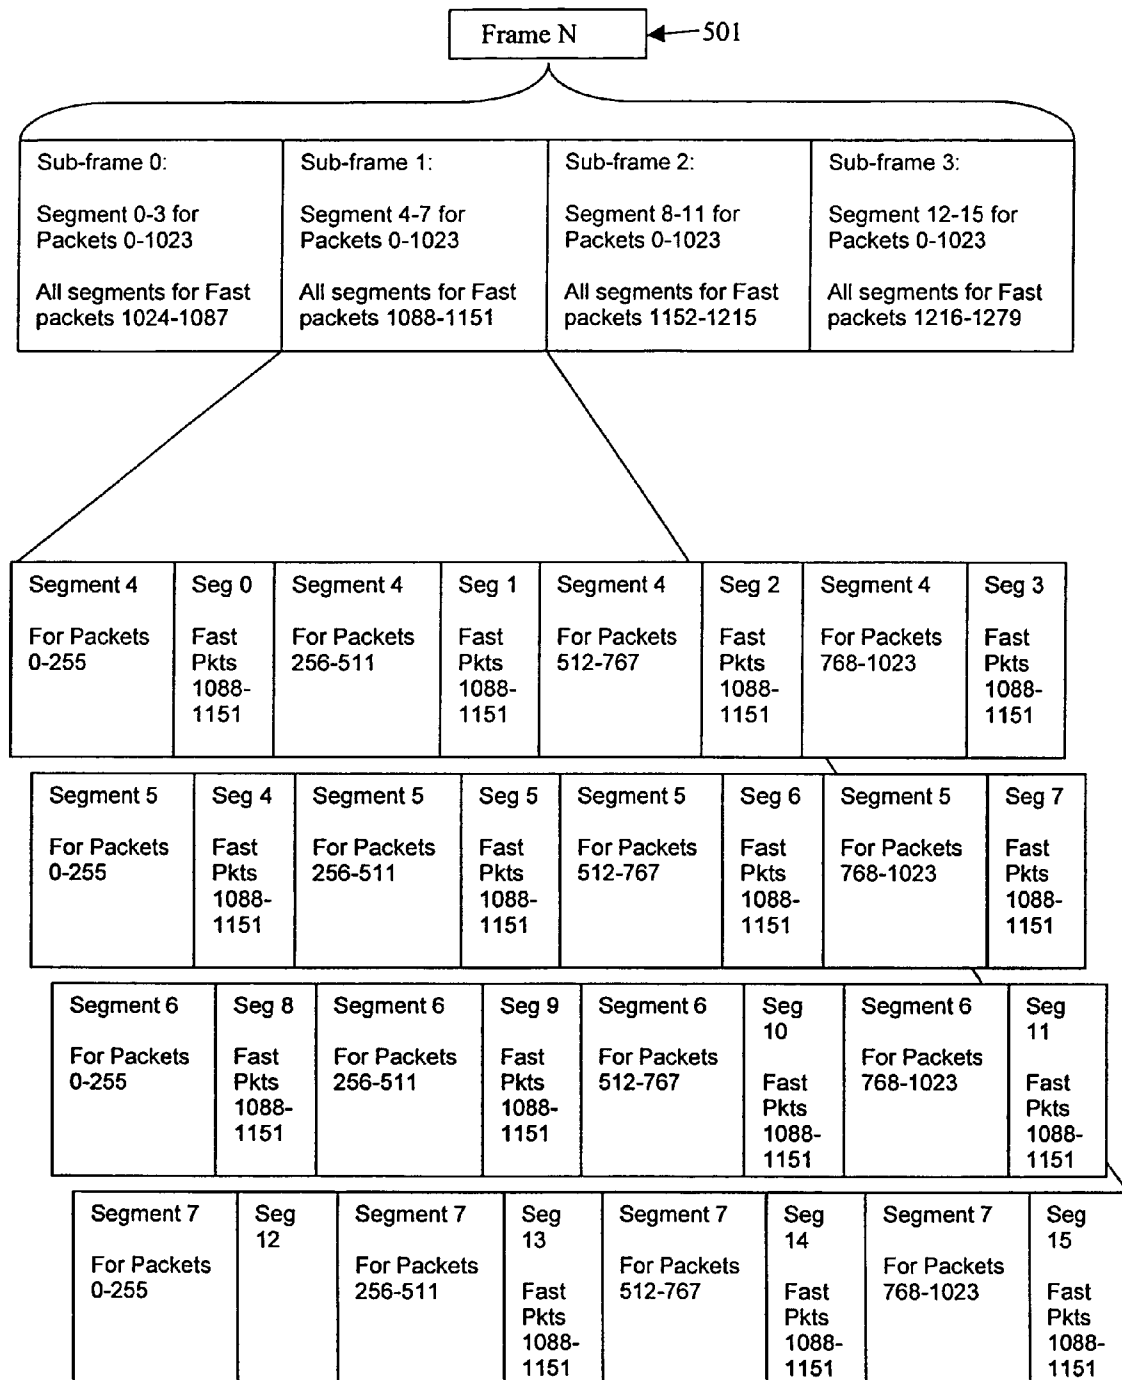 Frame N
501
Sub-frame 0:
Segment 0-3 for
Packets 0-1023
All segments for Fast
packets 1024-1087
Sub-frame 1:
Segment 4-7 for
Packets 0-1023
All segments for Fast
packets 1088-1151
Sub-frame 2:
Segment 8-11 for
Packets 0-1023
All segments for Fast
packets 1152-1215
Sub-frame 3:
Segment 12-15 for
Packets 0-1023
All segments for Fast
packets 1216-1279
Segment 4
For Packets
0-255
Seg 0
Fast
Pkts
1088-
1151
Segment 4
For Packets
256-511
Seg 1
Fast
Pkts
1088-
1151
Segment 4
For Packets
512-767
Seg 2
Fast
Pkts
1088-
1151
Segment 4
For Packets
768-1023
Seg 3
Fast
Pkts
1088-
1151
Segment 5
For Packets
0-255
Seg 4
Fast
Pkts
1088-
1151
Segment 5
For Packets
256-511
Seg 5
Fast
Pkts
1088-
1151
Segment 5
For Packets
512-767
Seg 6
Fast
Pkts
1088-
1151
Segment 5
For Packets
768-1023
Seg 7
Fast
Pkts
1088-
1151
Segment 6
For Packets
0-255
Seg 8
Fast
Pkts
1088-
1151
Segment 6
For Packets
256-511
Seg 9
Fast
Pkts
1088-
1151
Segment 6
For Packets
512-767
Seg
10
Fast
Pkts
1088-
1151
Segment 6
For Packets
768-1023
Seg
11
Fast
Pkts
1088-
1151
Segment 7
For Packets
0-255
Seg
12
Segment 7
For Packets
256-511
Seg
13
Fast
Pkts
1088-
1151
Segment 7
For Packets
512-767
Seg
14
Fast
Pkts
1088-
1151
Segment 7
For Packets
768-1023
Seg
15
Fast
Pkts
1088-
1151